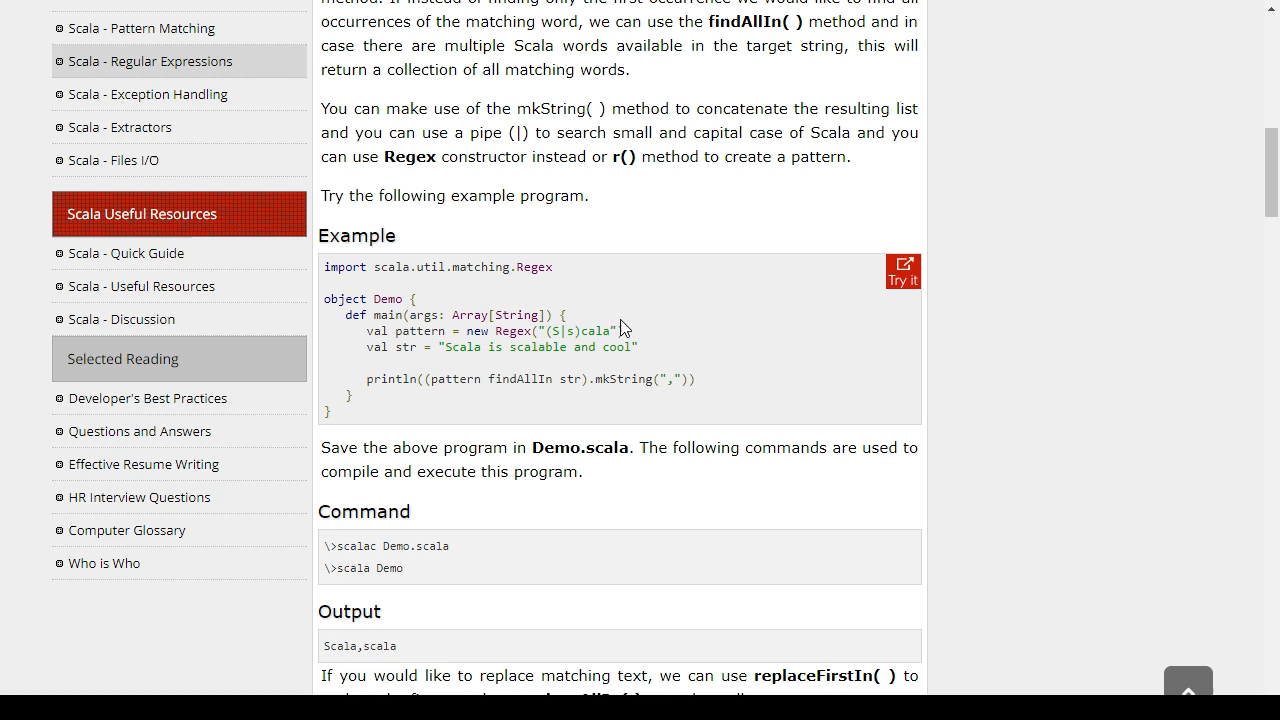 Scala - Pattern Matching
Scala - Regular Expressions
Scala - Exception Handling
Scala - Extractors
Scala - Files I/O
Scala Useful Resources
Scala - Quick Guide
Scala - Useful Resources
Scala - Discussion
Selected Reading
Developer's Best Practices
Questions and Answers
Effective Resume Writing
HR Interview Questions
Computer Glossary
Who is Who
occurrences of the matching word, we can use the findAllIn( ) method and in
case there are multiple Scala words available in the target string, this will
return a collection of all matching words.
You can make use of the mkString( ) method to concatenate the resulting list
and you can use a pipe (|) to search small and capital case of Scala and you
can use Regex constructor instead or r() method to create a pattern.
Try the following example program.
Example
Try it
import scala.util.matching.Regex
object Demo {
def main(args: Array[String]) {
val pattern = new Regex("(S|s)cala"
val str = "Scala is scalable and cool"
println((pattern findAllIn str).mkString(","))
}
}
Save the above program in Demo.scala. The following commands are used to
compile and execute this program.
Command
\>scalac Demo.scala
\>scala Demo
Output
Scala,scala
If you would like to replace matching text, we can use replaceFirstIn( ) to